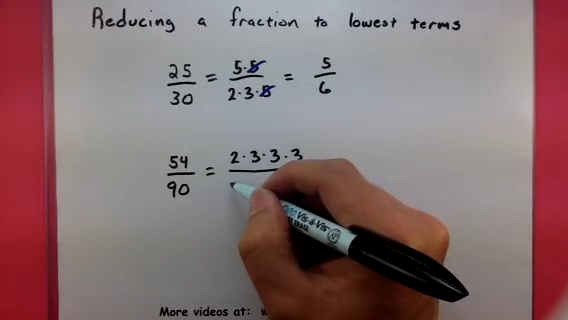 Reducing a fraction to lowest terms
25/30 = 5·5/2·3·5 = 5/6
54/90 = 2·3·3·3
Vis-à-Vis
More videos at: